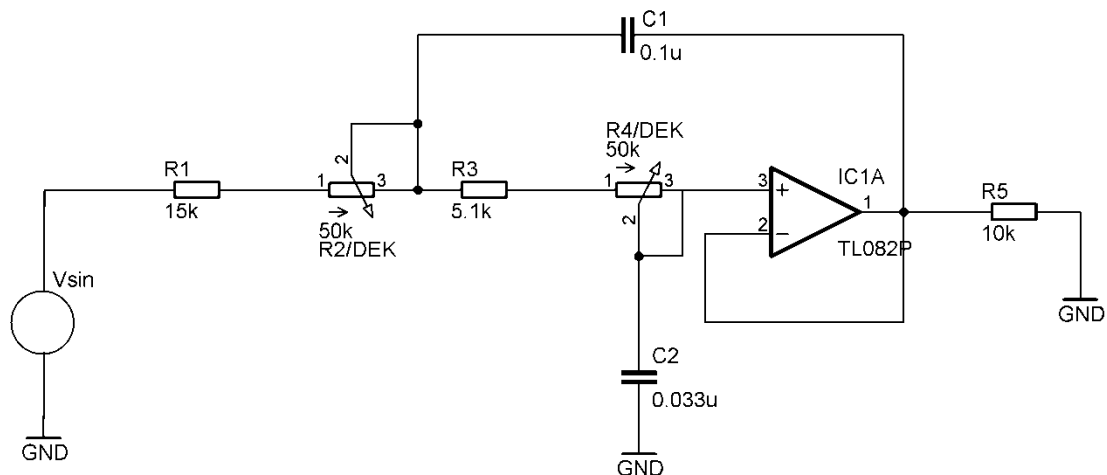 C1
0.1u
R4/DEK
50k
R1
15k
1
2
3
50k
R2/DEK
R3
5.1k
1
3
2
IC1A
3
+
1
2
−
TL082P
R5
10k
GND
Vsin
C2
0.033u
GND
GND